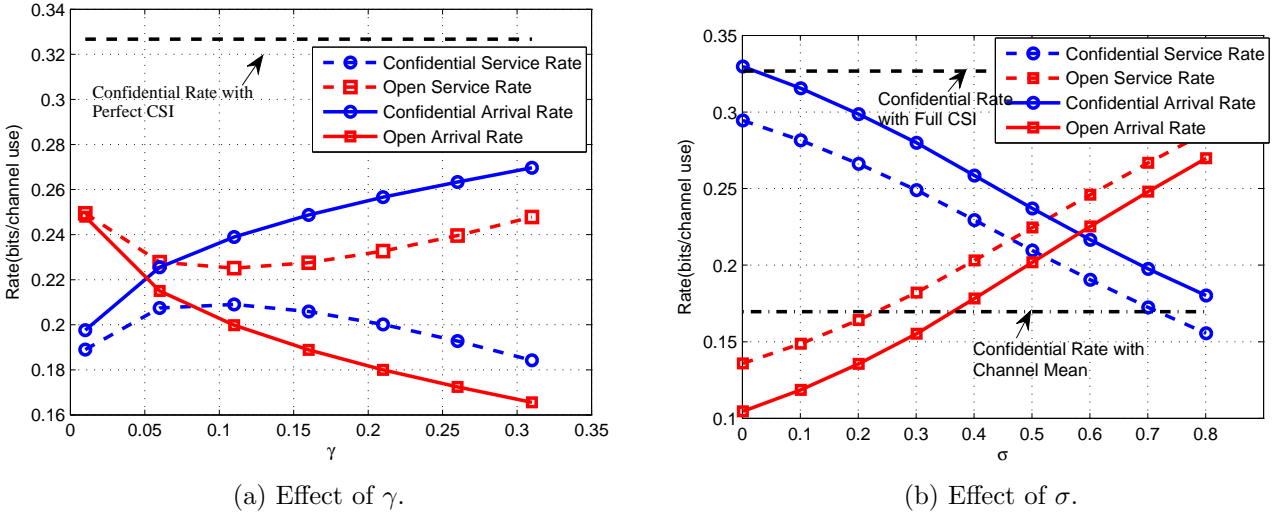 0.34
0.32
0.3
0.28
0.26
0.24
0.22
0.2
0.18
0.16
Rate(bits/channel use)
0
0.05
0.1
0.15
0.2
0.25
0.3
0.35
γ
Confidential Rate with
Perfect CSI
Confidential Service Rate
Open Service Rate
Confidential Arrival Rate
Open Arrival Rate
(a) Effect of γ.
0.35
0.3
0.25
0.2
0.15
0.1
Rate(bits/channel use)
0
0.1
0.2
0.3
0.4
0.5
0.6
0.7
0.8
σ
Confidential Rate
with Full CSI
Confidential Service Rate
Open Service Rate
Confidential Arrival Rate
Open Arrival Rate
Confidential Rate with
Channel Mean
(b) Effect of σ.